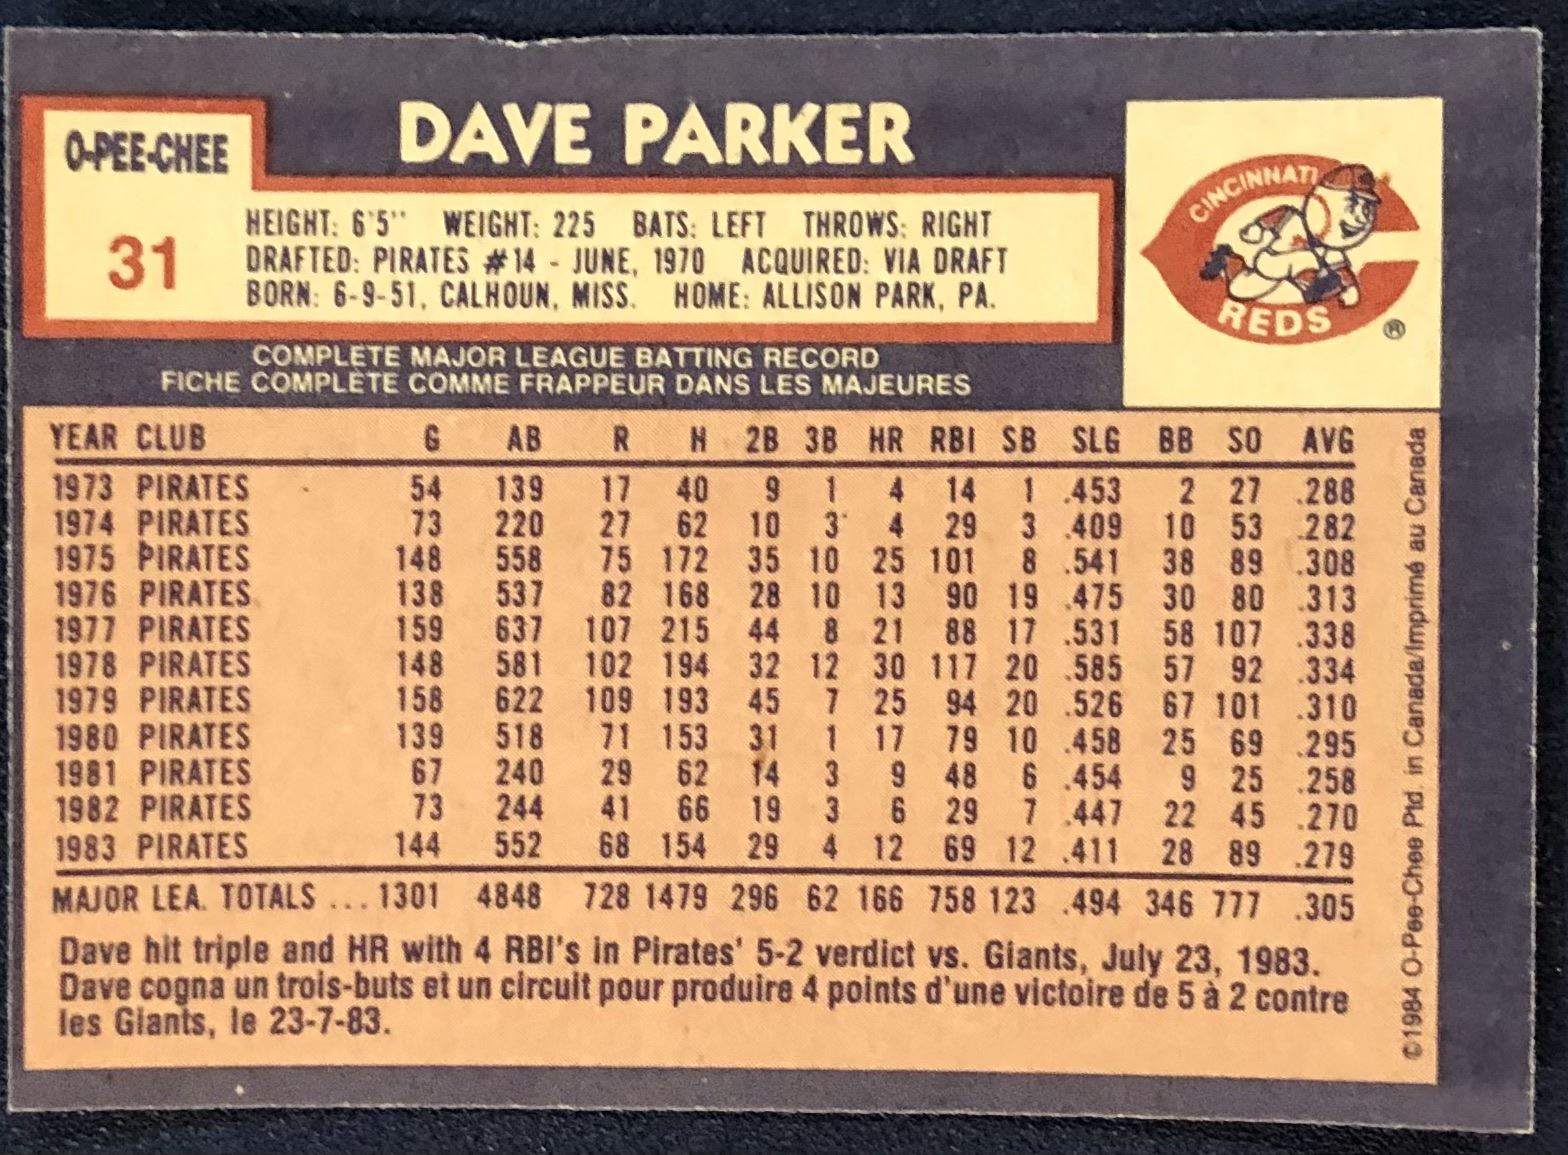 O-PEE-CHEE
31
DAVE PARKER
HEIGHT: 6'5" WEIGHT: 225 BATS: LEFT THROWS: RIGHT
DRAFTED: PIRATES #14 - JUNE, 1970 ACQUIRED: VIA DRAFT
BORN: 6-9-51, CALHOUN, MISS. HOME: ALLISON PARK, PA.
CINCINNATI
REDS
®
COMPLETE MAJOR LEAGUE BATTING RECORD
FICHE COMPLÈTE COMME FRAPPEUR DANS LES MAJEURES
YEAR CLUB G AB R H 2B 3B HR RBI SB SLG BB SO AVG
1973 PIRATES 54 139 17 40 9 1 4 14 1 .453 2 27 .288
1974 PIRATES 73 220 27 62 10 3 4 29 3 .409 10 53 .282
1975 PIRATES 148 558 75 172 35 10 25 101 8 .541 38 89 .308
1976 PIRATES 138 537 82 168 28 10 13 90 19 .475 30 80 .313
1977 PIRATES 159 637 107 215 44 8 21 88 17 .531 58 107 .338
1978 PIRATES 148 581 102 194 32 12 30 117 20 .585 57 92 .334
1979 PIRATES 158 622 109 193 45 7 25 94 20 .526 67 101 .310
1980 PIRATES 139 518 71 153 31 1 17 79 10 .458 25 69 .295
1981 PIRATES 67 240 29 62 14 3 9 48 6 .454 9 25 .258
1982 PIRATES 73 244 41 66 19 3 6 29 7 .447 22 45 .270
1983 PIRATES 144 552 68 154 29 4 12 69 12 .411 28 89 .279
MAJOR LEA. TOTALS ... 1301 4848 728 1479 296 62 166 758 123 .494 346 777 .305
Dave hit triple and HR with 4 RBI's in Pirates' 5-2 verdict vs. Giants, July 23, 1983.
Dave cogna un trois-buts et un circuit pour produire 4 points d'une victoire de 5 à 2 contre
les Giants, le 23-7-83.
©1984 O-Pee-Chee Ptd. in Canada/Imprimé au Canada